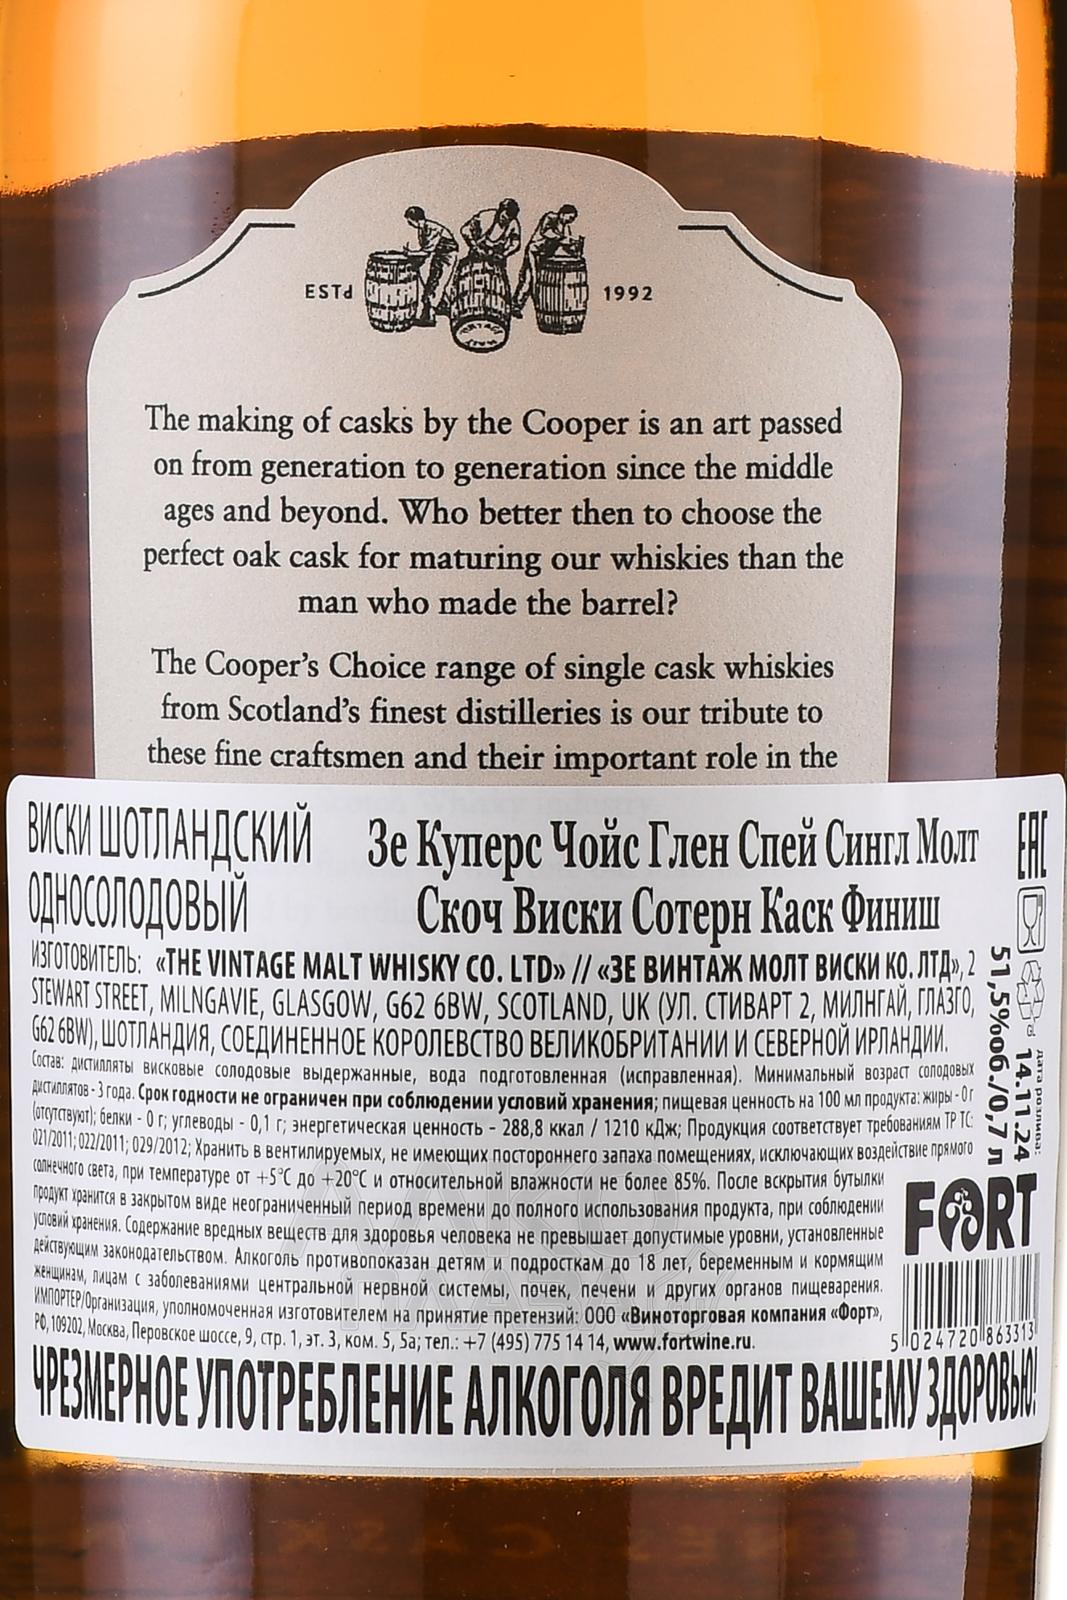 ESTd 1992
The making of casks by the Cooper is an art passed
on from generation to generation since the middle
ages and beyond. Who better then to choose the
perfect oak cask for maturing our whiskies than the
man who made the barrel?
The Cooper's Choice range of single cask whiskies
from Scotland's finest distilleries is our tribute to
these fine craftsmen and their important role in the
ВИСКИ ШОТЛАНДСКИЙ
ОДНОСОЛОДОВЫЙ
Зе Куперс Чойс Глен Спей Сингл Молт
Скоч Виски Сотерн Каск Финиш
ИЗГОТОВИТЕЛЬ: «THE VINTAGE MALT WHISKY CO. LTD» // «ЗЕ ВИНТАЖ МОЛТ ВИСКИ КО. ЛТД», 2
STEWART STREET, MILNGAVIE, GLASGOW, G62 6BW, SCOTLAND, UK (УЛ. СТИВАРТ 2, МИЛНГАЙ, ГЛАЗГО,
G62 6BW), ШОТЛАНДИЯ, СОЕДИНЕННОЕ КОРОЛЕВСТВО ВЕЛИКОБРИТАНИИ И СЕВЕРНОЙ ИРЛАНДИИ.
Состав: дистилляты висковые солодовые выдержанные, вода подготовленная (исправленная). Минимальный возраст солодовых
дистиллятов - 3 года. Срок годности не ограничен при соблюдении условий хранения; пищевая ценность на 100 мл продукта: жиры - 0 г
(отсутствуют); белки - 0 г; углеводы - 0,1 г; энергетическая ценность - 288,8 ккал / 1210 кДж; Продукция соответствует требованиям ТР ТС:
021/2011; 022/2011; 029/2012; Хранить в вентилируемых, не имеющих постороннего запаха помещениях, исключающих воздействие прямого
солнечного света, при температуре от +5°С до +20°С и относительной влажности не более 85%. После вскрытия бутылки
продукт хранится в закрытом виде неограниченный период времени до полного использования продукта, при соблюдении
условий хранения. Содержание вредных веществ для здоровья человека не превышает допустимые уровни, установленные
действующим законодательством. Алкоголь противопоказан детям и подросткам до 18 лет, беременным и кормящим
женщинам, лицам с заболеваниями центральной нервной системы, почек, печени и других органов пищеварения.
ИМПОРТЕР/Организация, уполномоченная изготовителем на принятие претензий: ООО «Виноторговая компания «Форт»,
РФ, 109202, Москва, Перовское шоссе, 9, стр. 1, эт. 3, ком. 5, 5а; тел.: +7 (495) 775 14 14, www.fortwine.ru.
ЧРЕЗМЕРНОЕ УПОТРЕБЛЕНИЕ АЛКОГОЛЯ ВРЕДИТ ВАШЕМУ ЗДОРОВЬЮ!
ЕАС
GL
51,5%об./0,7 л
дата розлива:
14.11.24
FORT
5 024720 863313